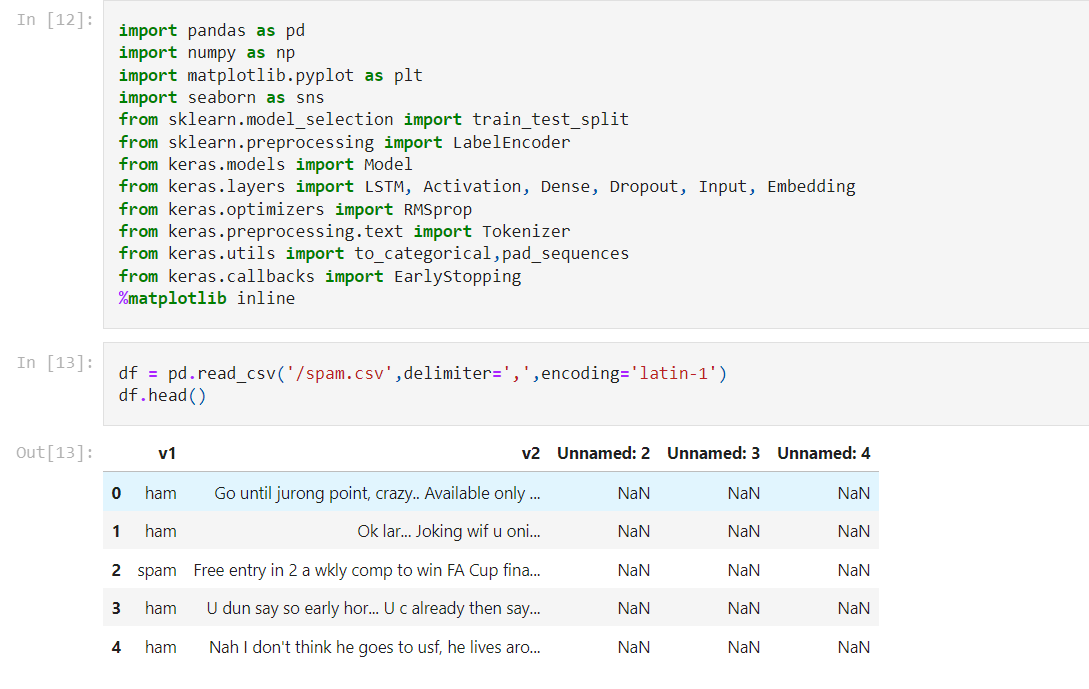 In [12]:
import pandas as pd
import numpy as np
import matplotlib.pyplot as plt
import seaborn as sns
from sklearn.model_selection import train_test_split
from sklearn.preprocessing import LabelEncoder
from keras.models import Model
from keras.layers import LSTM, Activation, Dense, Dropout, Input, Embedding
from keras.optimizers import RMSprop
from keras.preprocessing.text import Tokenizer
from keras.utils import to_categorical,pad_sequences
from keras.callbacks import EarlyStopping
%matplotlib inline
In [13]:
df = pd.read_csv('/spam.csv',delimiter=',',encoding='latin-1')
df.head()
Out[13]:
v1 v2 Unnamed: 2 Unnamed: 3 Unnamed: 4
0 ham Go until jurong point, crazy.. Available only ... NaN NaN NaN
1 ham Ok lar... Joking wif u oni... NaN NaN NaN
2 spam Free entry in 2 a wkly comp to win FA Cup fina... NaN NaN NaN
3 ham U dun say so early hor... U c already then say... NaN NaN NaN
4 ham Nah I don't think he goes to usf, he lives aro... NaN NaN NaN